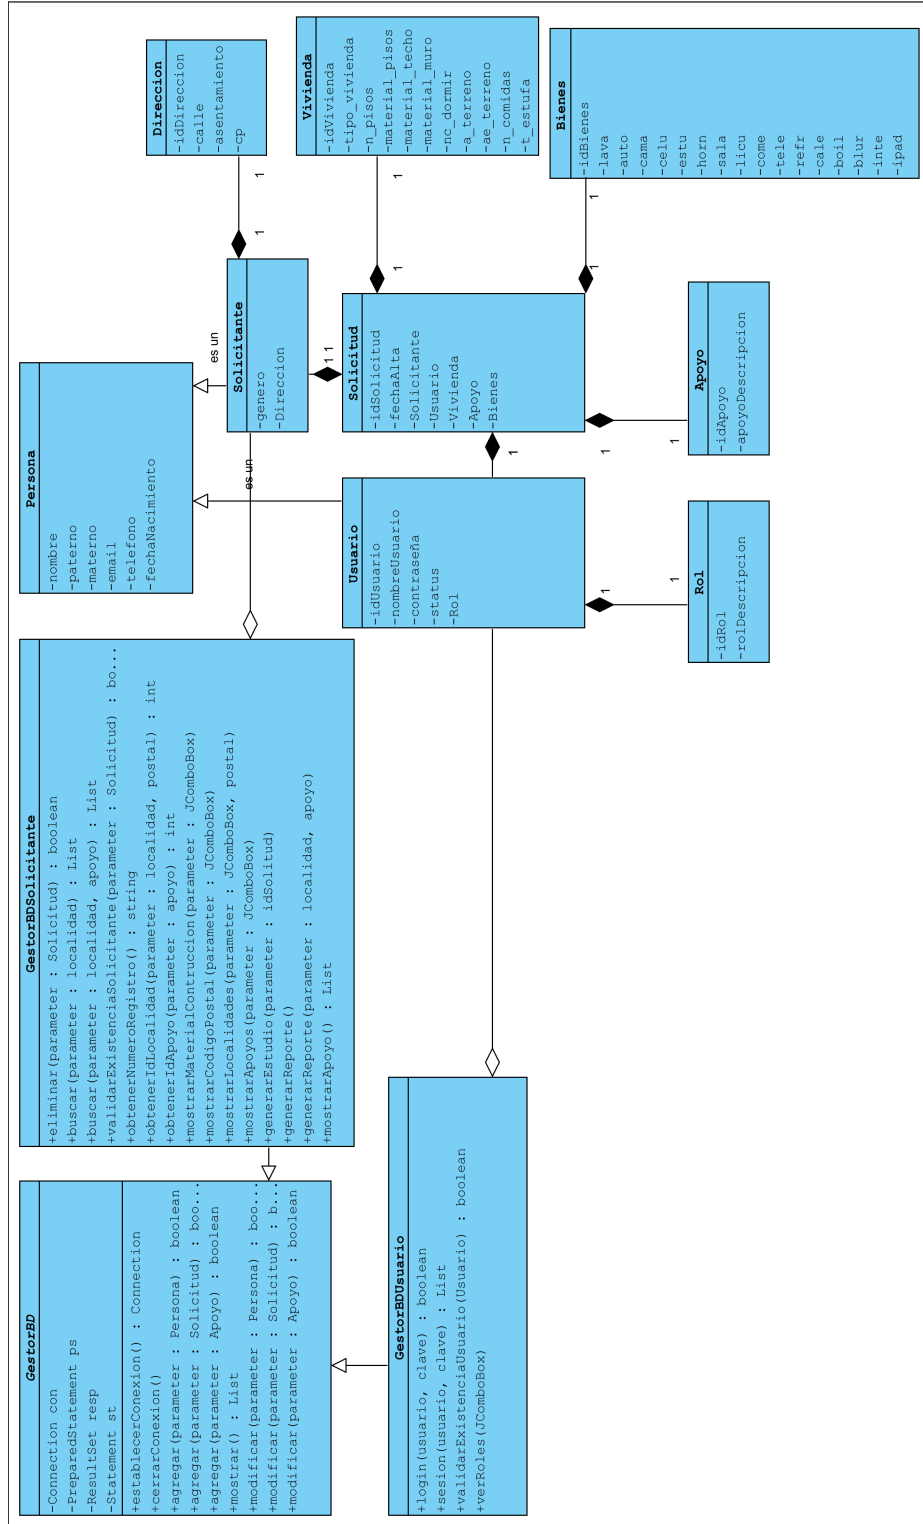 GestorBD
-Connection con
-PreparedStatement ps
-ResultSet resp
-Statement st
+establecerConexion() : Connection
+cerrarConexion()
+agregar(parameter : Persona) : boolean
+agregar(parameter : Solicitud) : boo...
+agregar(parameter : Apoyo) : boolean
+mostrar() : List
+modificar(parameter : Persona) : boo...
+modificar(parameter : Solicitud) : b...
+modificar(parameter : Apoyo) : boolean
GestorBDSolicitante
+eliminar(parameter : Solicitud) : boolean
+buscar(parameter : localidad) : List
+buscar(parameter : localidad, apoyo) : List
+validarExistenciaSolicitante(parameter : Solicitud) : bo...
+obtenerNumeroRegistro() : string
+obtenerIdLocalidad(parameter : localidad, postal) : int
+obtenerIdApoyo(parameter : apoyo) : int
+mostrarMaterialContruccion(parameter : JComboBox)
+mostrarCodigoPostal(parameter : JComboBox)
+mostrarLocalidades(parameter : JComboBox, postal)
+mostrarApoyos(parameter : JComboBox)
+generarEstudio(parameter : idSolitud)
+generarReporte()
+generarReporte(parameter : localidad, apoyo)
+mostrarApoyo() : List
Persona
-nombre
-paterno
-materno
-email
-telefono
-fechaNacimiento
Direccion
-idDireccion
-calle
-asentamiento
-cp
es un
es un
1
1
Solicitante
-genero
-Direccion
Vivienda
-idVivienda
-tipo_vivienda
-n_pisos
-material_pisos
-material_techo
-material_muro
-nc_dormir
-a_terreno
-ae_terreno
-n_comidas
-t_estufa
1
1
1 1
GestorBDUsuario
+login(usuario, clave) : boolean
+sesion(usuario, clave) : List
+validarExistenciaUsuario(Usuario) : boolean
+verRoles(JComboBox)
Usuario
-idUsuario
-nombreUsuario
-contraseña
-status
-Rol
1
Solicitud
-idSolicitud
-fechaAlta
-Solicitante
-Usuario
-Vivienda
-Apoyo
-Bienes
1
1
Bienes
-idBienes
-lava
-auto
-cama
-celu
-estu
-horn
-sala
-licu
-come
-tele
-refr
-cale
-boil
-blur
-inte
-ipad
1
1
1
1
Rol
-idRol
-rolDescripcion
Apoyo
-idApoyo
-apoyoDescripcion